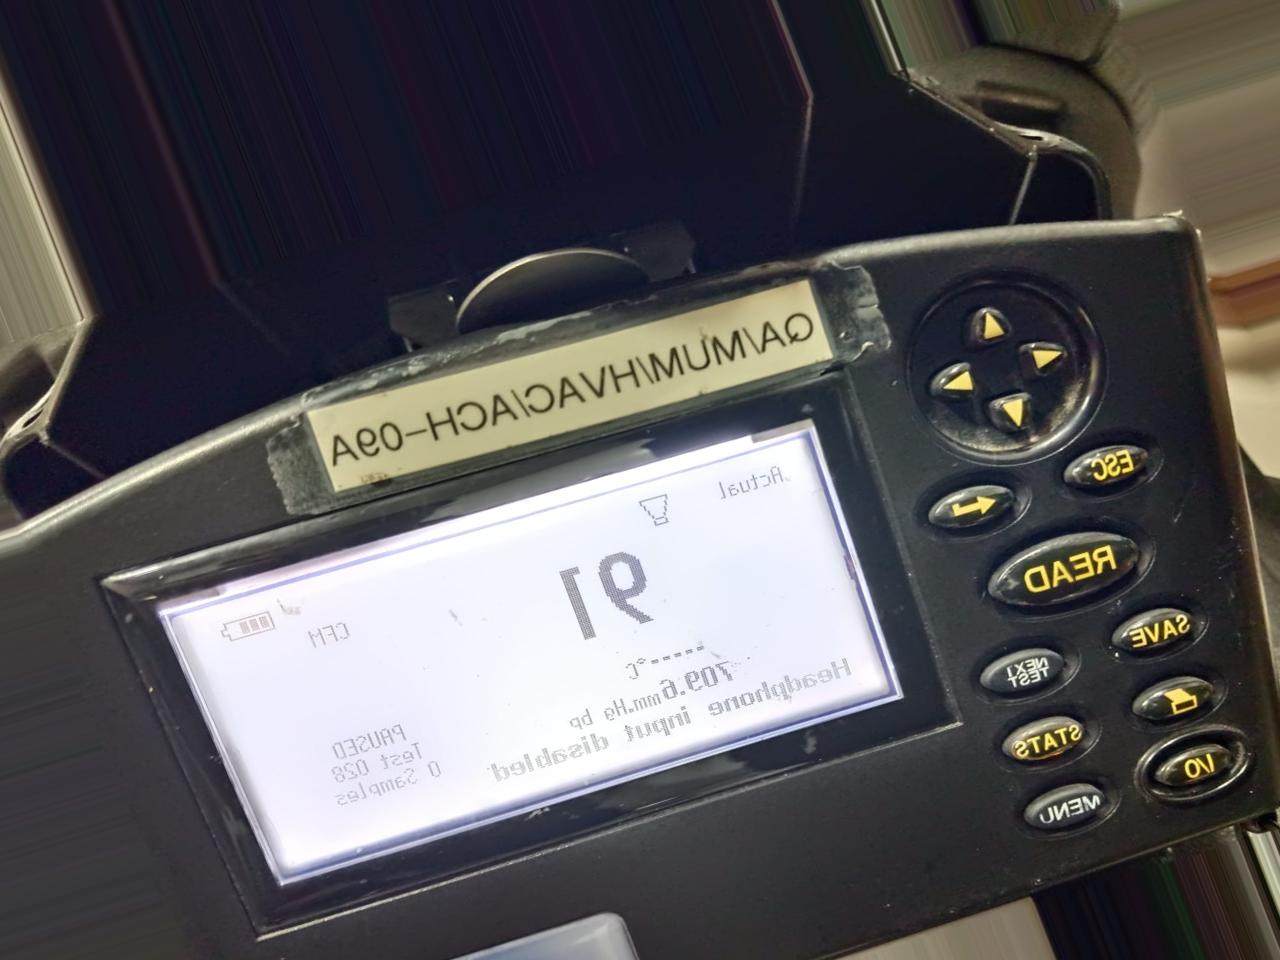 QA/MUM/HVAC/ACH-09A
Actual
91
CFM
-----°C
709.6mm.Hg bp
Headphone input disabled
PAUSED
Test 028
0 Samples
ESC
READ
SAVE
NEXT
TEST
STATS
I/O
MENU